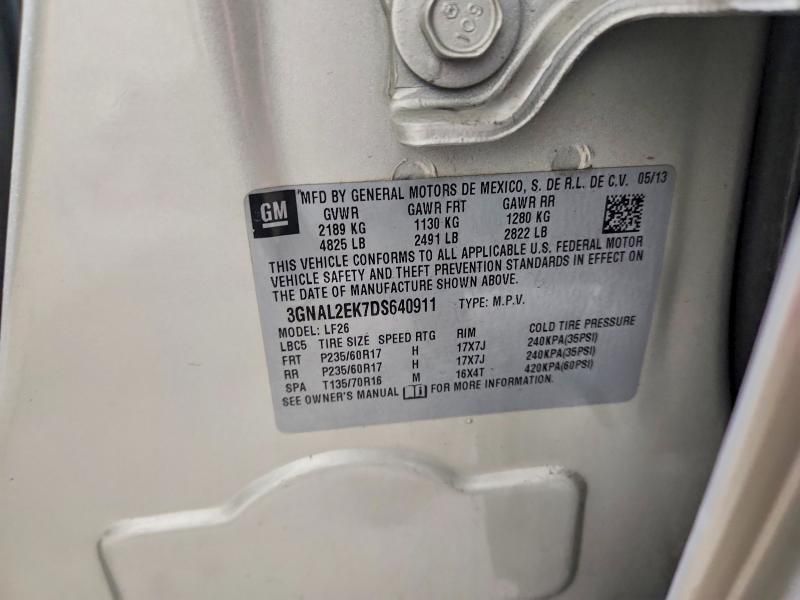 601
GM
MFD BY GENERAL MOTORS DE MEXICO, S. DE R.L. DE C.V. 05/13
GVWR GAWR FRT GAWR RR
2189 KG 1130 KG 1280 KG
4825 LB 2491 LB 2822 LB
THIS VEHICLE CONFORMS TO ALL APPLICABLE U.S. FEDERAL MOTOR
VEHICLE SAFETY AND THEFT PREVENTION STANDARDS IN EFFECT ON
THE DATE OF MANUFACTURE SHOWN ABOVE.
3GNAL2EK7DS640911 TYPE: M.P.V.
MODEL: LF26
LBC5 TIRE SIZE SPEED RTG RIM COLD TIRE PRESSURE
FRT P235/60R17 H 17X7J 240KPA(35PSI)
RR P235/60R17 H 17X7J 240KPA(35PSI)
SPA T135/70R16 M 16X4T 420KPA(60PSI)
SEE OWNER'S MANUAL FOR MORE INFORMATION.